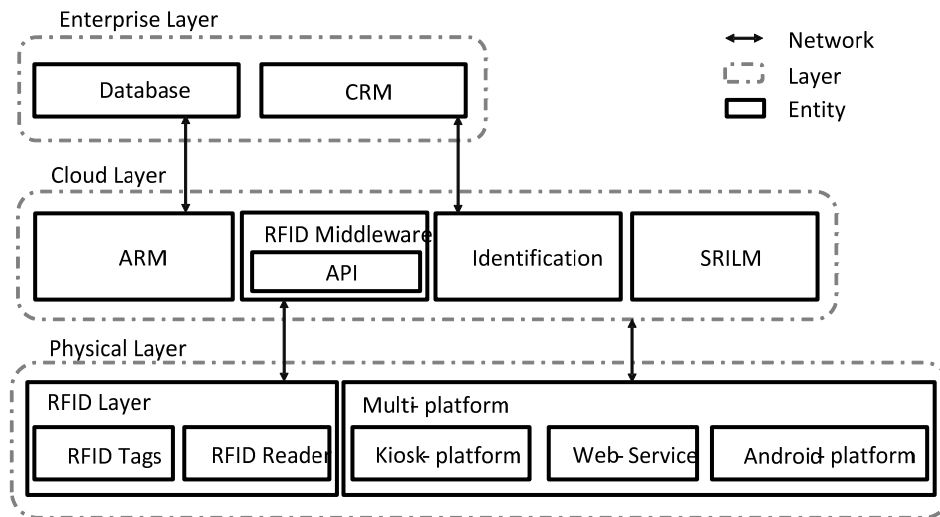 Enterprise Layer
Network
Layer
Entity
Database
CRM
Cloud Layer
ARM
RFID Middleware
API
Identification
SRILM
Physical Layer
RFID Layer
RFID Tags
RFID Reader
Multi-platform
Kiosk-platform
Web-Service
Android-platform